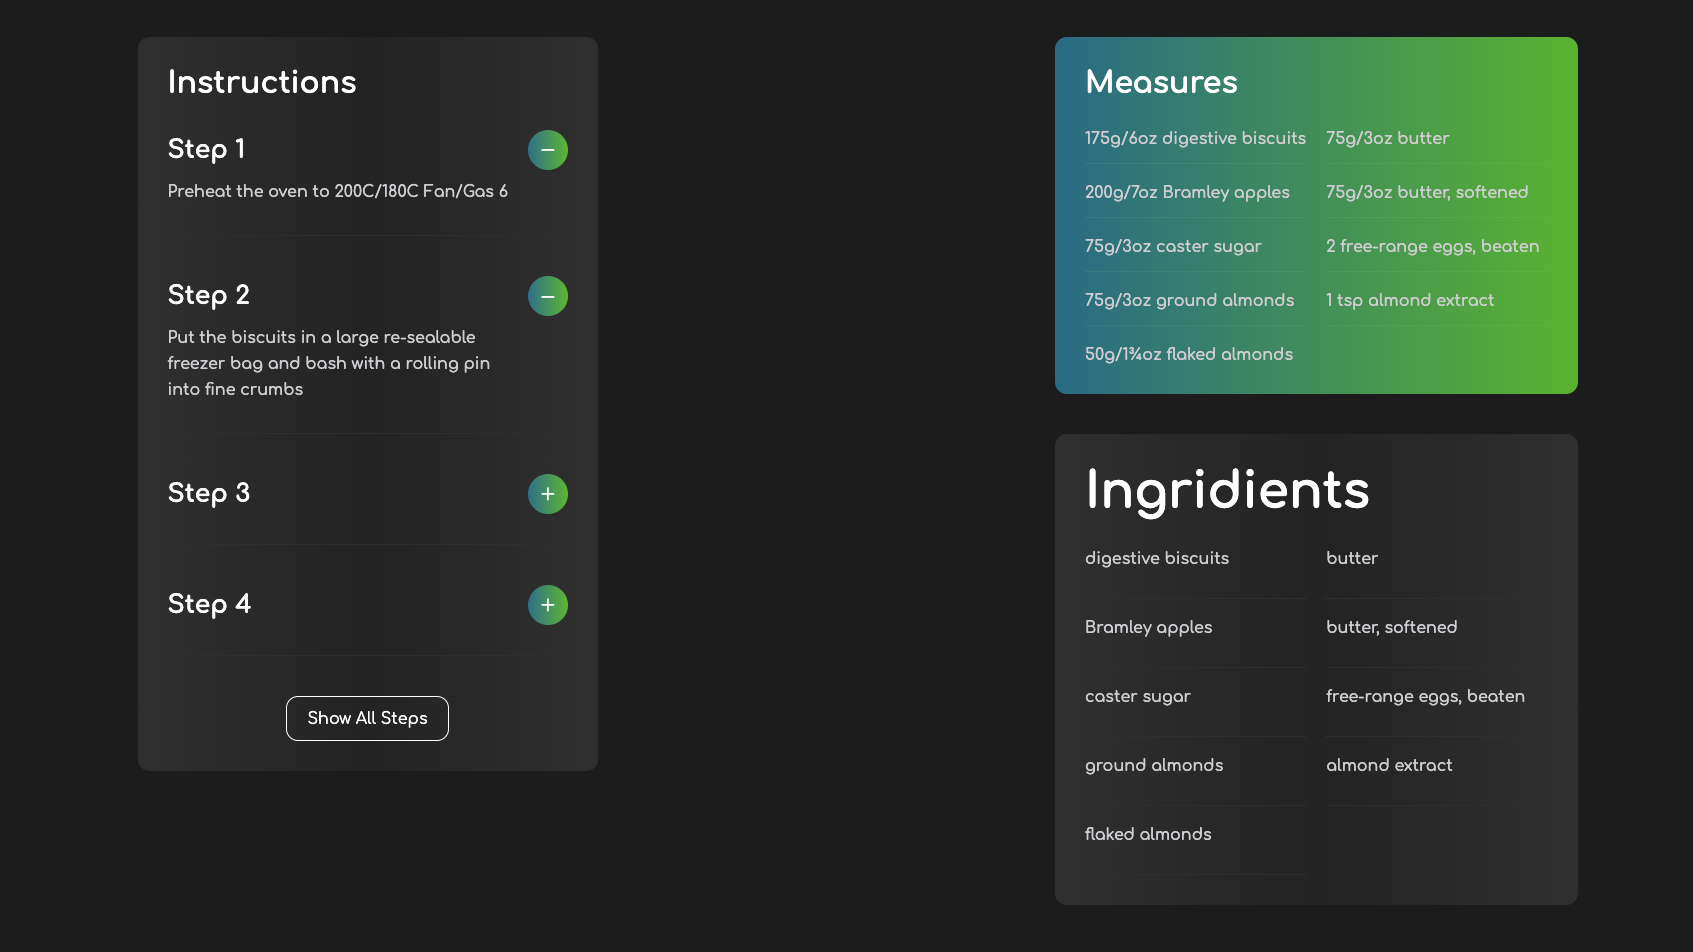 Instructions
Step 1
Preheat the oven to 200C/180C Fan/Gas 6
Step 2
Put the biscuits in a large re-sealable
freezer bag and bash with a rolling pin
into fine crumbs
Step 3
Step 4
Show All Steps
Measures
175g/6oz digestive biscuits
75g/3oz butter
200g/7oz Bramley apples
75g/3oz butter, softened
75g/3oz caster sugar
2 free-range eggs, beaten
75g/3oz ground almonds
1 tsp almond extract
50g/1¾oz flaked almonds
Ingridients
digestive biscuits
butter
Bramley apples
butter, softened
caster sugar
free-range eggs, beaten
ground almonds
almond extract
flaked almonds